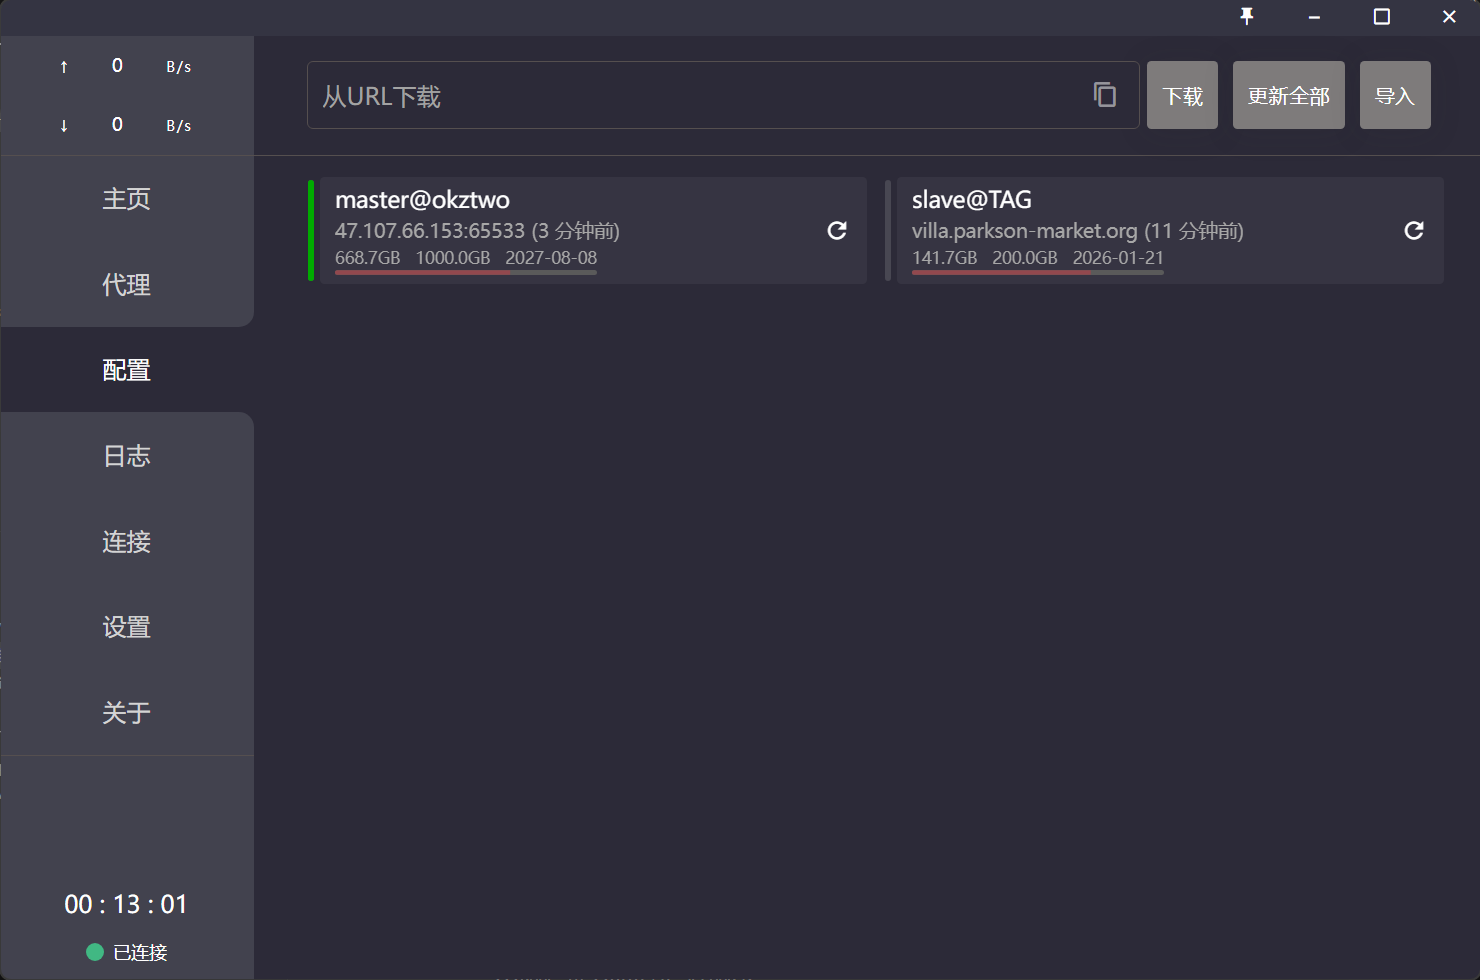 ↑ 0 B/s
↓ 0 B/s
主页
代理
配置
日志
连接
设置
关于
00 : 13 : 01
已连接
从URL下载
下载
更新全部
导入
master@okztwo
47.107.66.153:65533 (3 分钟前)
668.7GB 1000.0GB 2027-08-08
slave@TAG
villa.parkson-market.org (11 分钟前)
141.7GB 200.0GB 2026-01-21